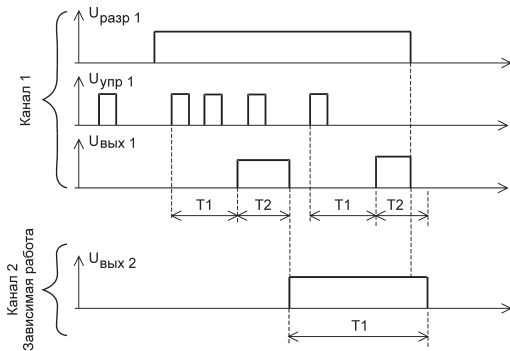 Uразр 1
Канал 1
Uупр 1
Uвых 1
T1
T2
T1
T2
Канал 2
Зависимая работа
Uвых 2
T1